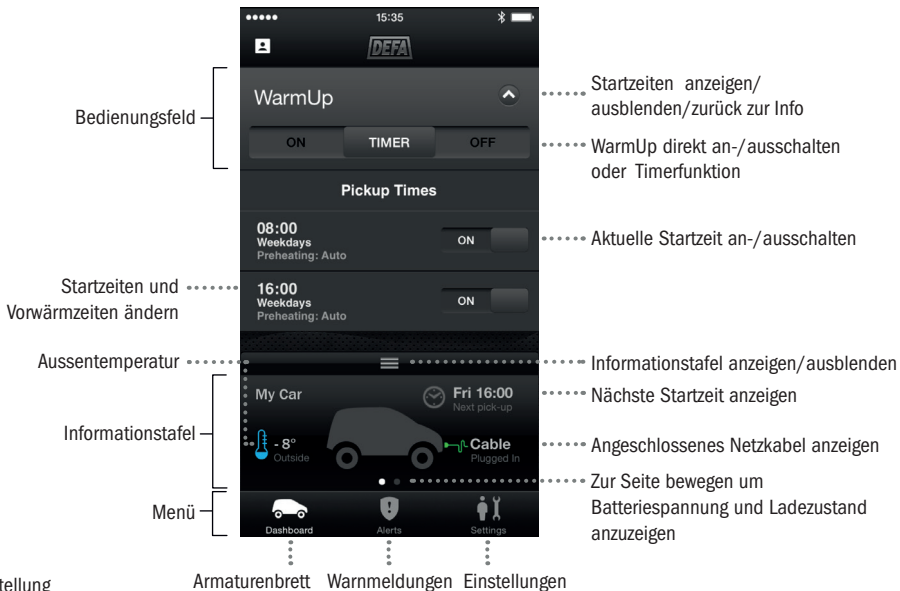 15:35
DEFA
WarmUp
ON TIMER OFF
Pickup Times
08:00
Weekdays
Preheating: Auto
ON
16:00
Weekdays
Preheating: Auto
ON
My Car
Fri 16:00
Next pick-up
- 8°
Outside
Cable
Plugged In
Dashboard
Alerts
Settings
Bedienungsfeld
Startzeiten und
Vorwärmzeiten ändern
Aussentemperatur
Informationstafel
Menü
Startzeiten anzeigen/
ausblenden/zurück zur Info
WarmUp direkt an-/ausschalten
oder Timerfunktion
Aktuelle Startzeit an-/ausschalten
Informationstafel anzeigen/ausblenden
Nächste Startzeit anzeigen
Angeschlossenes Netzkabel anzeigen
Zur Seite bewegen um
Batteriespannung und Ladezustand
anzuzeigen
Armaturenbrett Warnmeldungen Einstellungen
tellung